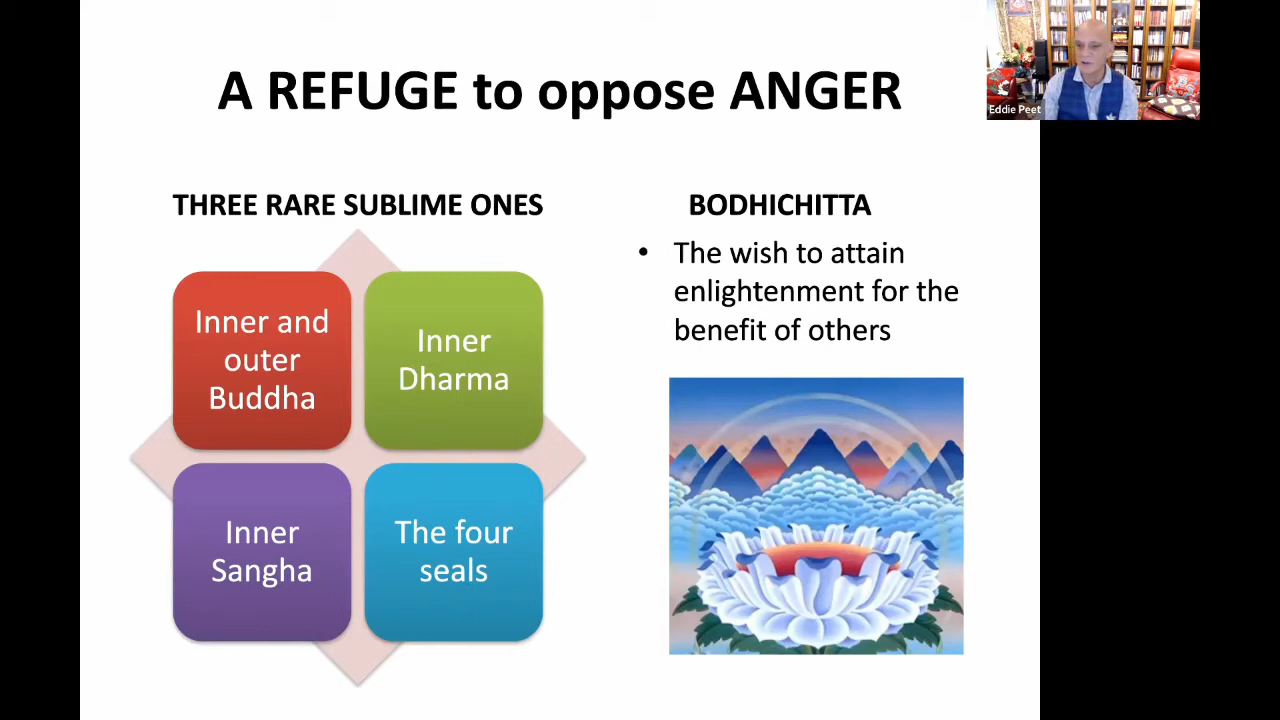 A REFUGE to oppose ANGER
Eddie Peet
THREE RARE SUBLIME ONES
Inner and
outer
Buddha
Inner
Dharma
Inner
Sangha
The four
seals
BODHICHITTA
• The wish to attain
enlightenment for the
benefit of others